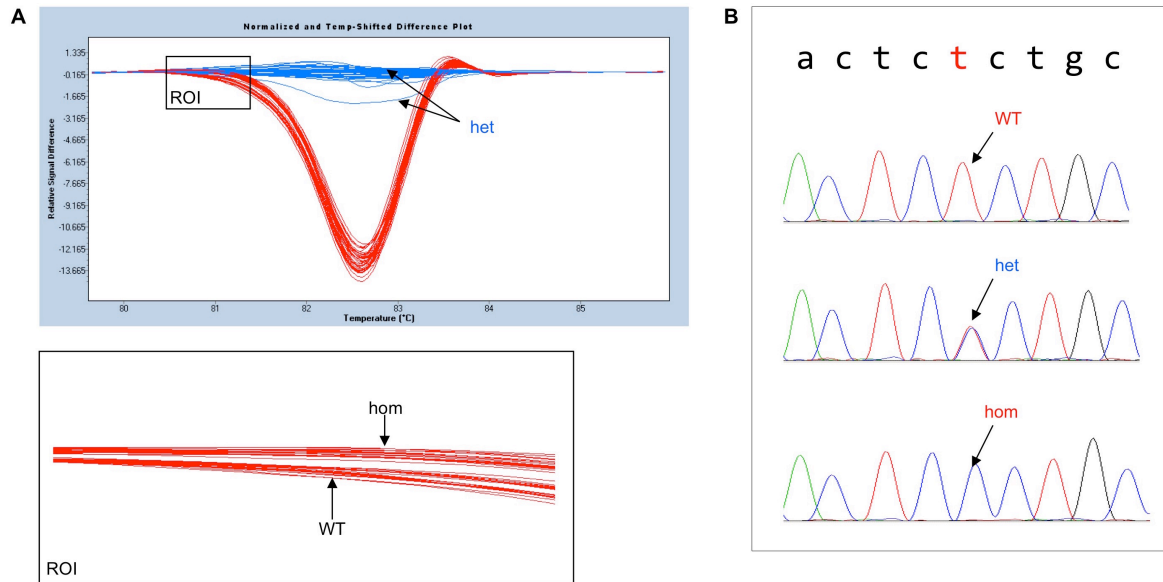 A
Normalized and Temp-Shifted Difference Plot
Relative Signal Difference
1.335
-0.165
-1.665
-3.165
-4.665
-6.165
-7.665
-9.165
-10.665
-12.165
-13.665
ROI
het
80 81 82 83 84 85
Temperature (°C)
hom
WT
ROI
B
a c t c t c t g c
WT
het
hom